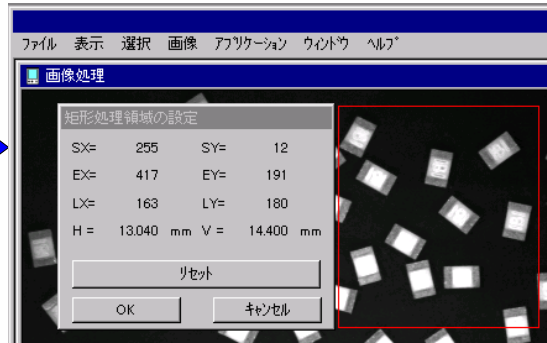 ファイル 表示 選択 画像 アプリケーション ウィンドウ ヘルプ
画像処理
矩形処理領域の設定
SX= 255 SY= 12
EX= 417 EY= 191
LX= 163 LY= 180
H = 13.040 mm V = 14.400 mm
リセット
OK キャンセル